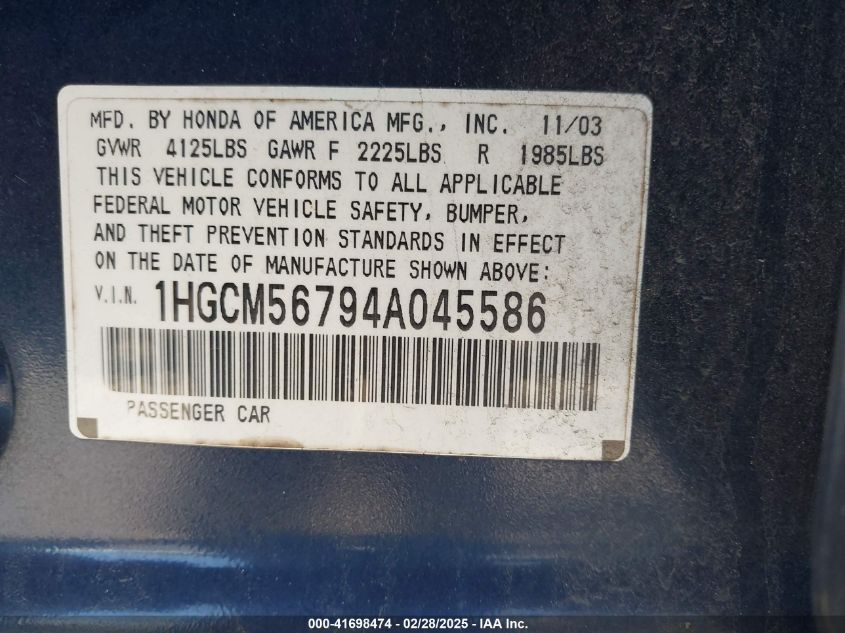 MFD. BY HONDA OF AMERICA MFG., INC. 11/03
GVWR 4125LBS GAWR F 2225LBS R 1985LBS
THIS VEHICLE CONFORMS TO ALL APPLICABLE
FEDERAL MOTOR VEHICLE SAFETY, BUMPER,
AND THEFT PREVENTION STANDARDS IN EFFECT
ON THE DATE OF MANUFACTURE SHOWN ABOVE:
V.I.N. 1HGCM56794A045586
PASSENGER CAR
000-41698474 - 02/28/2025 - IAA Inc.